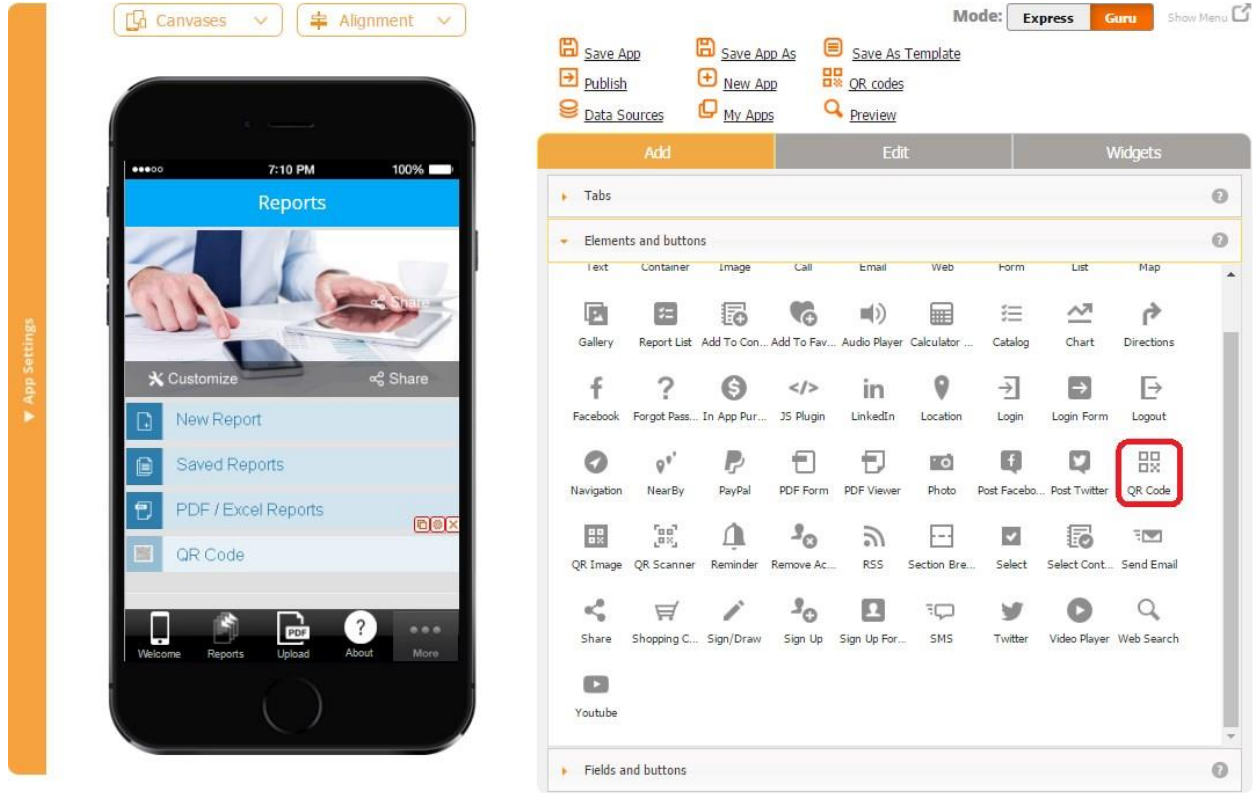 Canvases
Alignment
Mode: Express Guru Show Menu
Save App Save App As Save As Template
Publish New App QR codes
Data Sources My Apps Preview
Add Edit Widgets
▼ App Settings
7:10 PM 100%
Reports
Share
Customize Share
New Report
Saved Reports
PDF / Excel Reports
QR Code
PDF
?
Welcome Reports Upload About More
Tabs ?
Elements and buttons ?
Text Container Image Call Email Web Form List Map
Gallery Report List Add To Con... Add To Fav... Audio Player Calculator ... Catalog Chart Directions
Facebook Forgot Pass... In App Pur... JS Plugin LinkedIn Location Login Login Form Logout
Navigation NearBy PayPal PDF Form PDF Viewer Photo Post Facebo... Post Twitter QR Code
QR Image QR Scanner Reminder Remove Ac... RSS Section Bre... Select Select Cont... Send Email
Share Shopping C... Sign/Draw Sign Up Sign Up For... SMS Twitter Video Player Web Search
Youtube
Fields and buttons ?